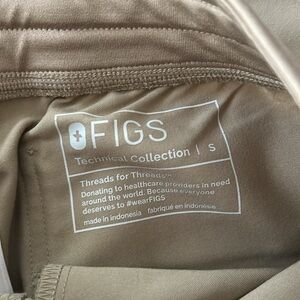 FIGS
Technical Collection | S
Threads for Threads™
Donating to healthcare providers in need
around the world. Because everyone
deserves to #wearFIGS
made in indonesia fabriqué en indonésie